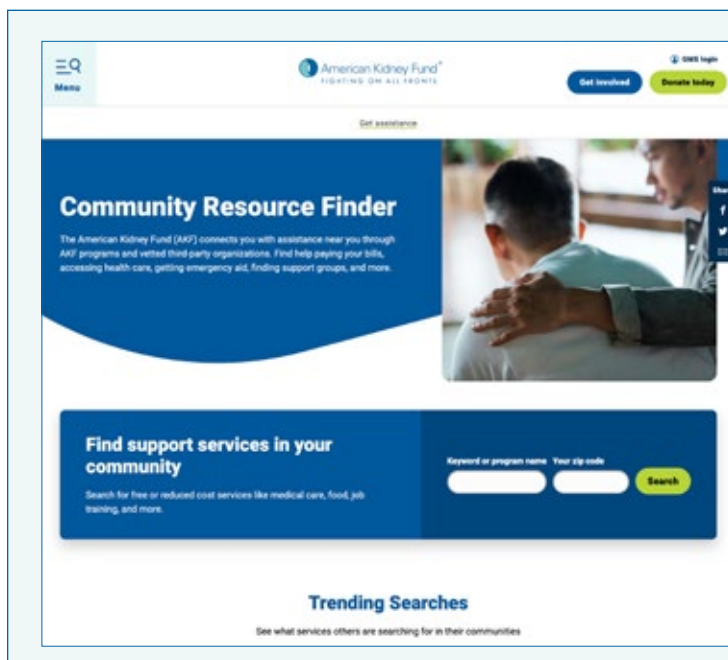 Menu
American Kidney Fund®
FIGHTING ON ALL FRONTS
GMS login
Get involved
Donate today
Get assistance
Community Resource Finder
The American Kidney Fund (AKF) connects you with assistance near you through
AKF programs and vetted third-party organizations. Find help paying your bills,
accessing health care, getting emergency aid, finding support groups, and more.
Shar
Find support services in your
community
Search for free or reduced cost services like medical care, food, job
training, and more.
Keyword or program name Your zip code
Search
Trending Searches
See what services others are searching for in their communities